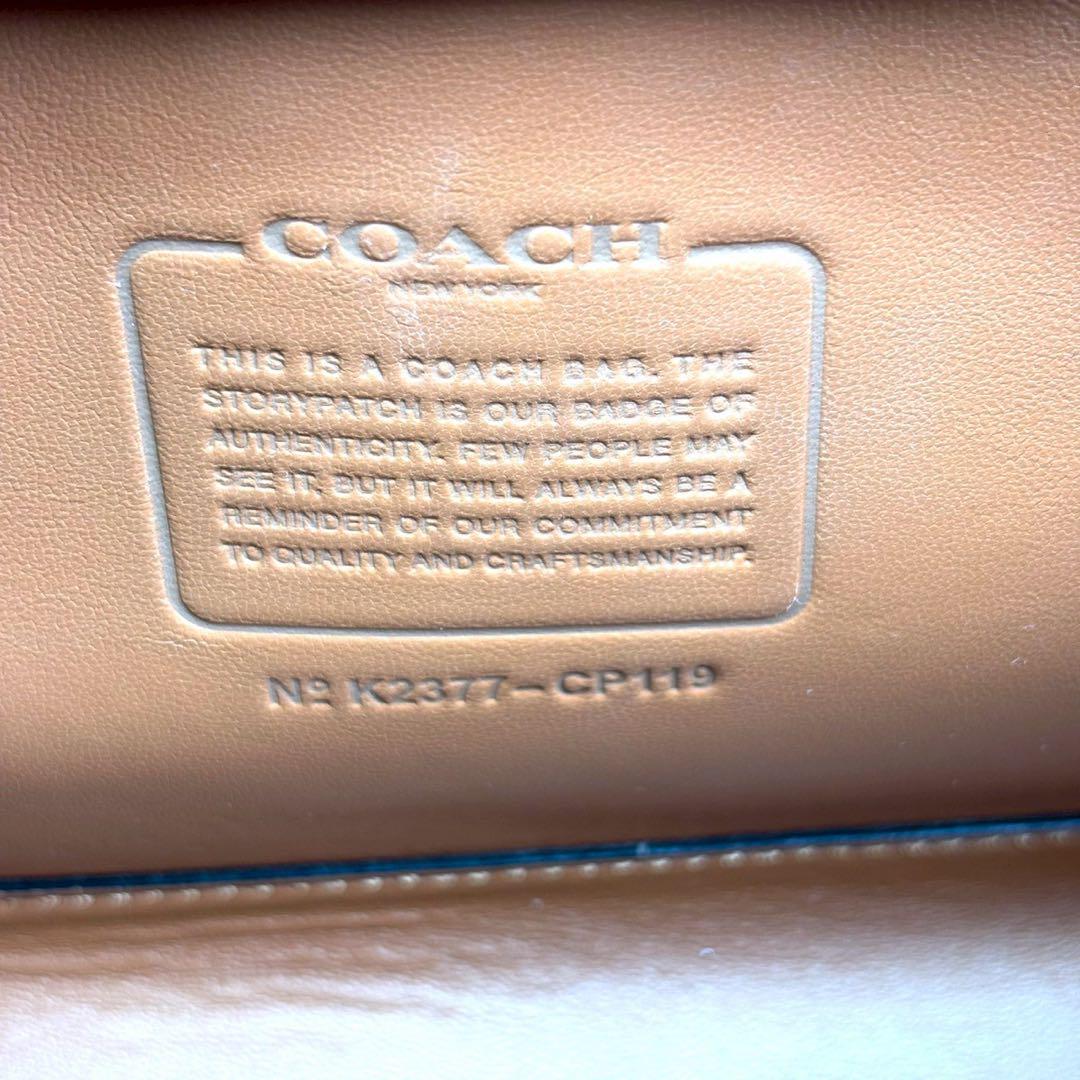 COACH
NEW YORK
THIS IS A COACH BAG. THE
STORYPATCH IS OUR BADGE OF
AUTHENTICITY. FEW PEOPLE MAY
SEE IT, BUT IT WILL ALWAYS BE A
REMINDER OF OUR COMMITMENT
TO QUALITY AND CRAFTSMANSHIP.
Nº K2377-CP119